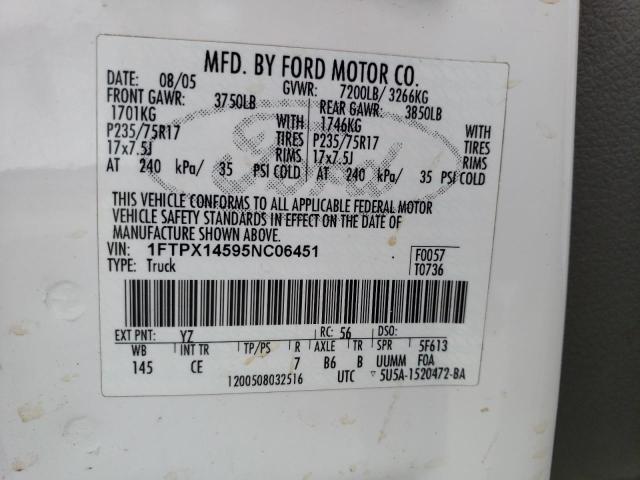 MFD. BY FORD MOTOR CO.
DATE: 08/05 GVWR: 7200LB/ 3266KG
FRONT GAWR: 3750LB REAR GAWR: 3850LB
1701KG WITH 1746KG WITH
P235/75R17 TIRES P235/75R17 TIRES
17x7.5J RIMS 17x7.5J RIMS
AT 240 kPa/ 35 PSI COLD AT 240 kPa/ 35 PSI COLD
Ford
THIS VEHICLE CONFORMS TO ALL APPLICABLE FEDERAL MOTOR
VEHICLE SAFETY STANDARDS IN EFFECT ON THE DATE OF
MANUFACTURE SHOWN ABOVE.
VIN: 1FTPX14595NC06451 F0057
TYPE: Truck T0736
EXT PNT: YZ RC: 56 DSO:
WB INT TR TP/PS R AXLE TR SPR 5F613
145 CE 7 B6 B UUMM F0A
1200508032516 UTC 5U5A-1520472-BA